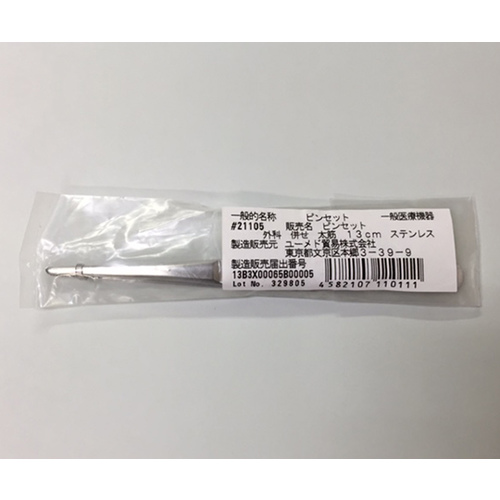 一般的名称 ピンセット 一般医療機器
#21105 販売名 ピンセット
外科 併せ 太筋 13cm ステンレス
製造販売元 ユーメド貿易株式会社
東京都文京区本郷3-39-9
製造販売届出番号
13B3X00065B00005
Lot No. 329805
4582107110111